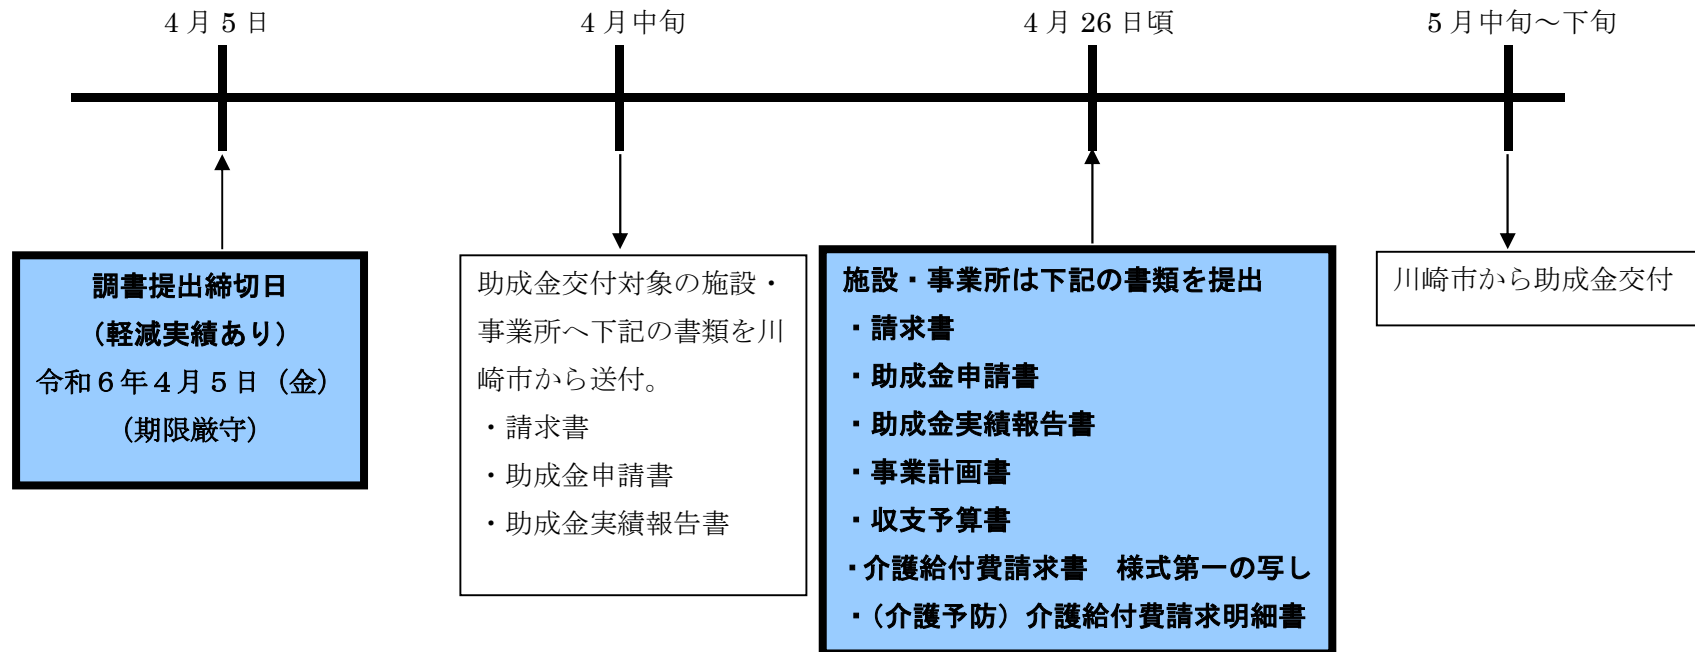 4 月 5 日
4 月中旬
4 月 26 日頃
5 月中旬～下旬
調書提出締切日
（軽減実績あり）
令和６年４月５日（金）
（期限厳守）
助成金交付対象の施設・
事業所へ下記の書類を川
崎市から送付。
・請求書
・助成金申請書
・助成金実績報告書
施設・事業所は下記の書類を提出
・請求書
・助成金申請書
・助成金実績報告書
・事業計画書
・収支予算書
・介護給付費請求書　様式第一の写し
・（介護予防）介護給付費請求明細書
川崎市から助成金交付